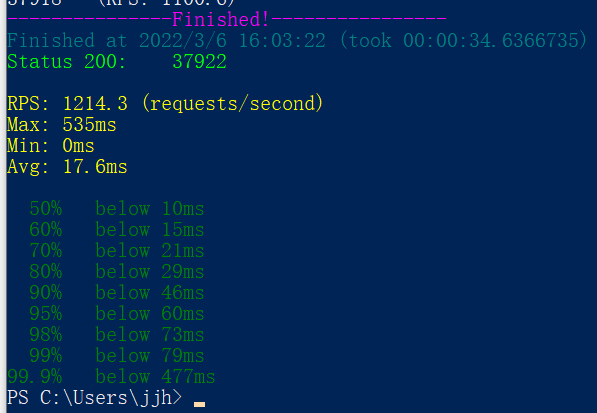 ---------------Finished!----------------
Finished at 2022/3/6 16:03:22 (took 00:00:34.6366735)
Status 200:    37922
RPS: 1214.3 (requests/second)
Max: 535ms
Min: 0ms
Avg: 17.6ms
50%   below 10ms
60%   below 15ms
70%   below 21ms
80%   below 29ms
90%   below 46ms
95%   below 60ms
98%   below 73ms
99%   below 79ms
99.9%   below 477ms
PS C:\Users\jjh>